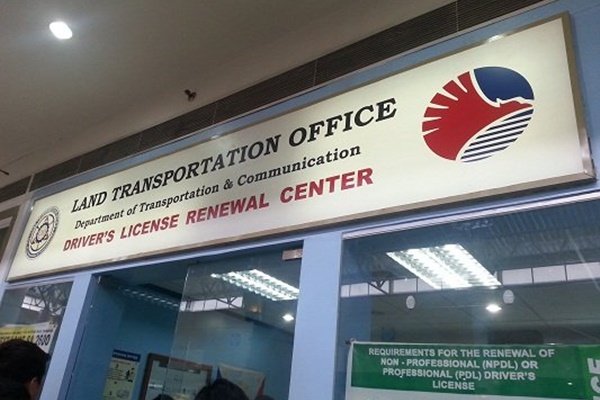 LAND TRANSPORTATION OFFICE
Department of Transportation & Communication
DRIVER'S LICENSE RENEWAL CENTER
REQUIREMENTS FOR THE RENEWAL OF
NON - PROFESSIONAL (NPDL) OR
PROFESSIONAL (PDL) DRIVER'S
LICENSE